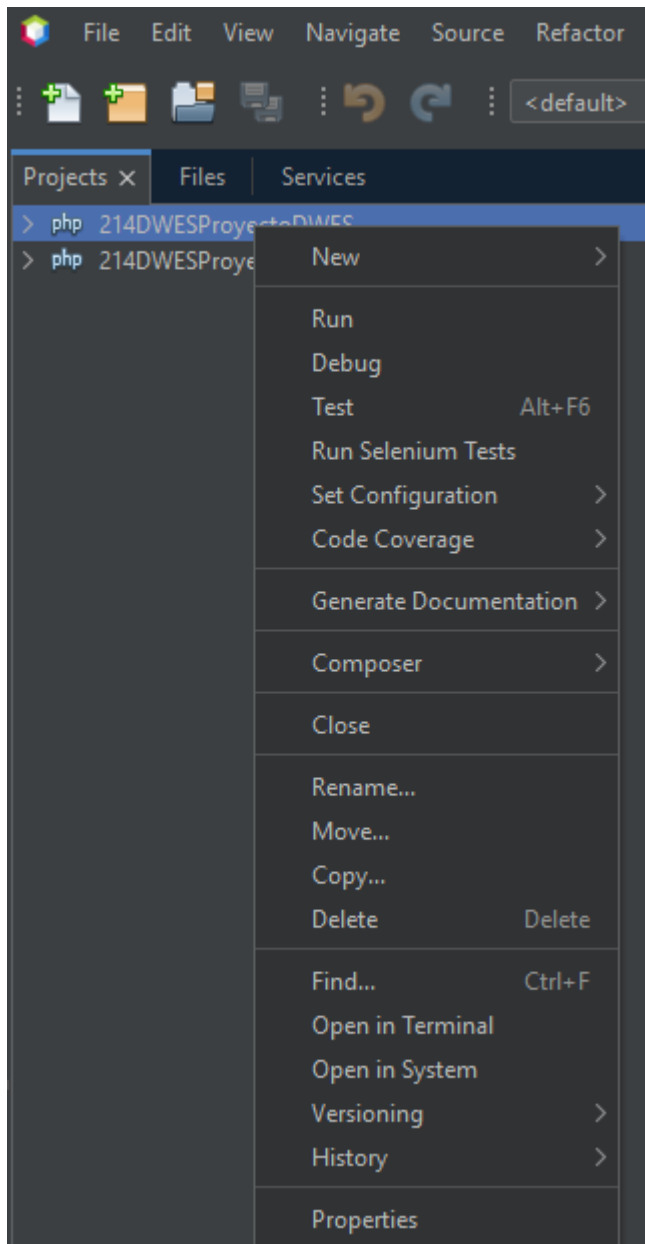 File Edit View Navigate Source Refactor
<default>
Projects × Files Services
php 214DWESProyectoDWES
php 214DWESProye
New
Run
Debug
Test Alt+F6
Run Selenium Tests
Set Configuration
Code Coverage
Generate Documentation
Composer
Close
Rename...
Move...
Copy...
Delete Delete
Find... Ctrl+F
Open in Terminal
Open in System
Versioning
History
Properties